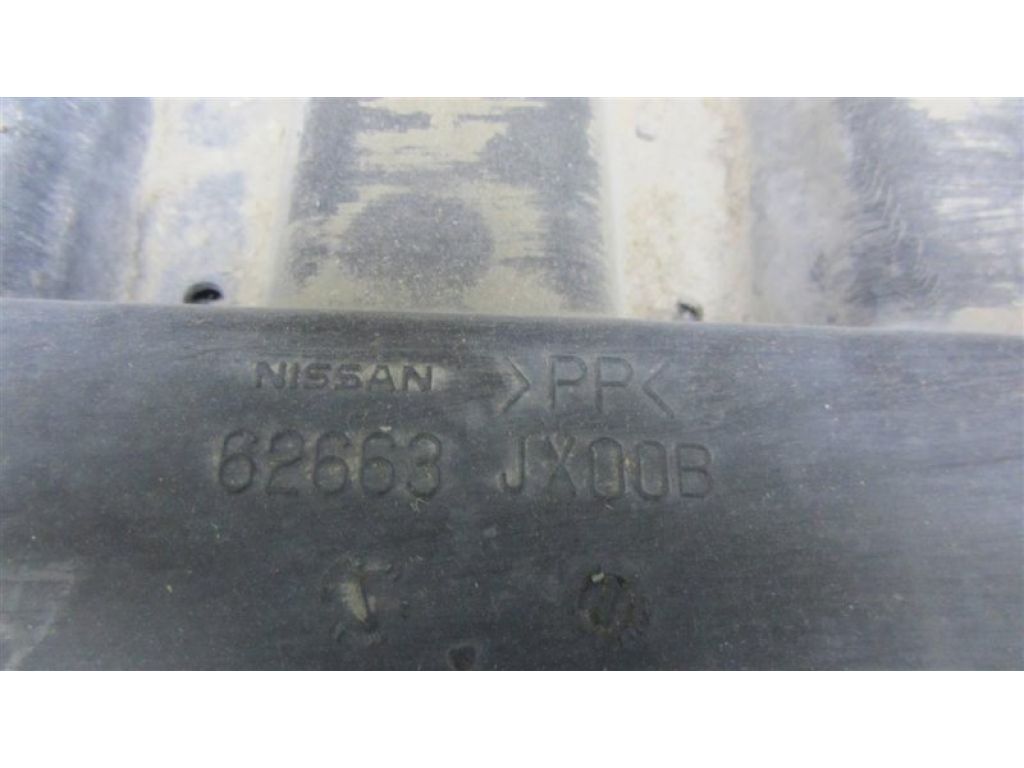 NISSAN >PP<
62663 JX00B